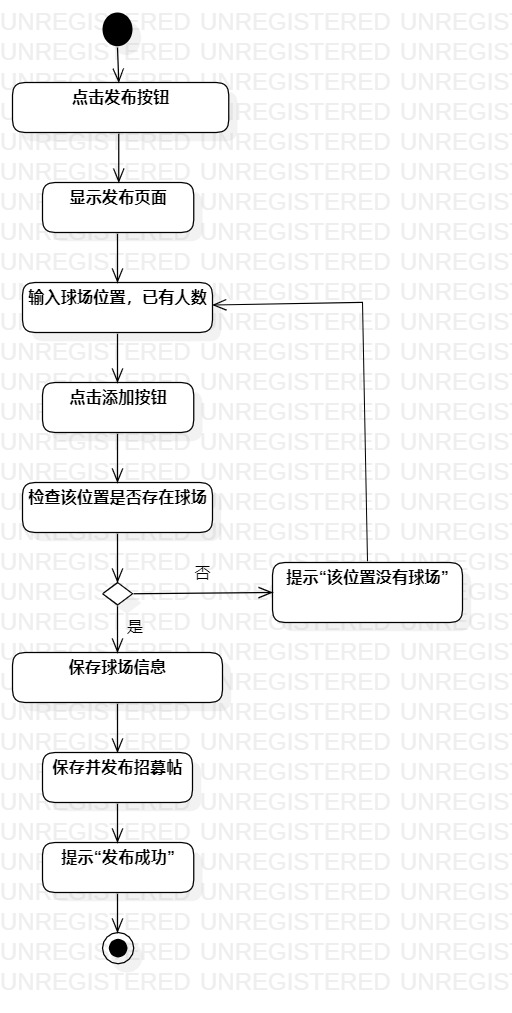 点击发布按钮
显示发布页面
输入球场位置，已有人数
点击添加按钮
检查该位置是否存在球场
否
提示“该位置没有球场”
是
保存球场信息
保存并发布招募帖
提示“发布成功”
UNREGISTERED